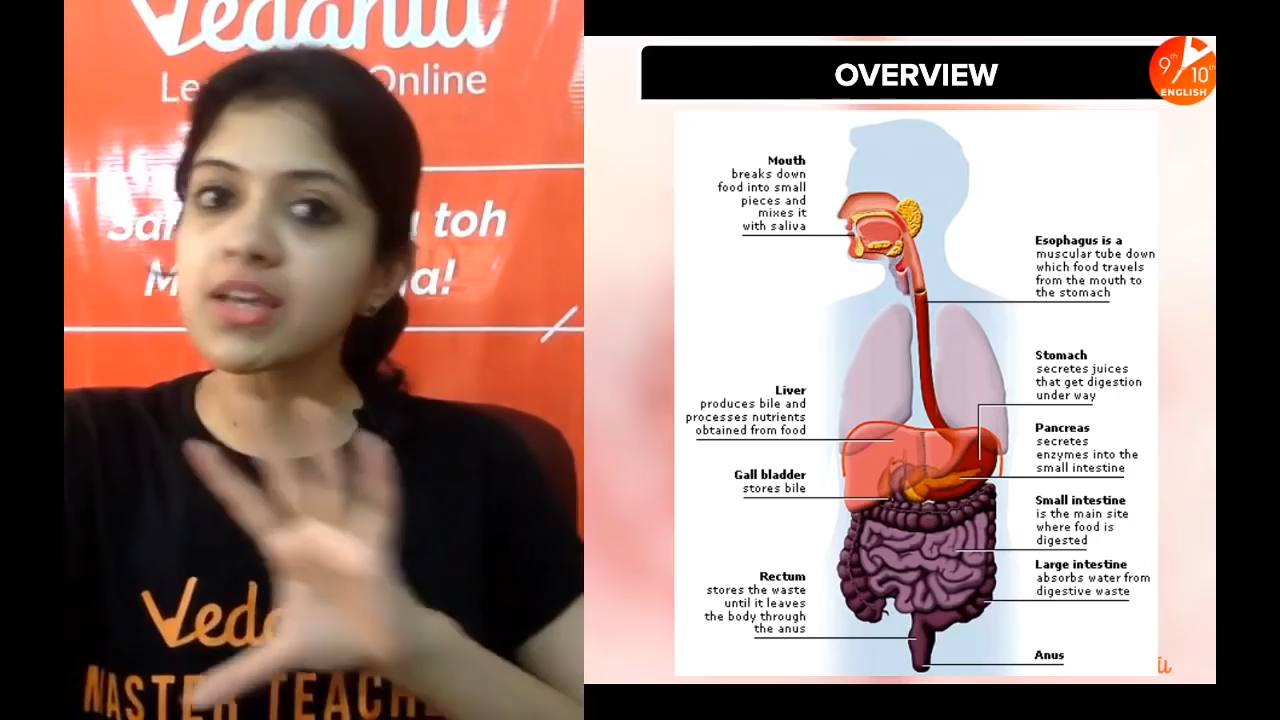 Vedantu
Online
toh
Vedantu
MASTER TEACHER
OVERVIEW
9th 10th
ENGLISH
Mouth
breaks down
food into small
pieces and
mixes it
with saliva
Esophagus is a
muscular tube down
which food travels
from the mouth to
the stomach
Stomach
secretes juices
that get digestion
under way
Liver
produces bile and
processes nutrients
obtained from food
Pancreas
secretes
enzymes into the
small intestine
Gall bladder
stores bile
Small intestine
is the main site
where food is
digested
Large intestine
absorbs water from
digestive waste
Rectum
stores the waste
until it leaves
the body through
the anus
Anus